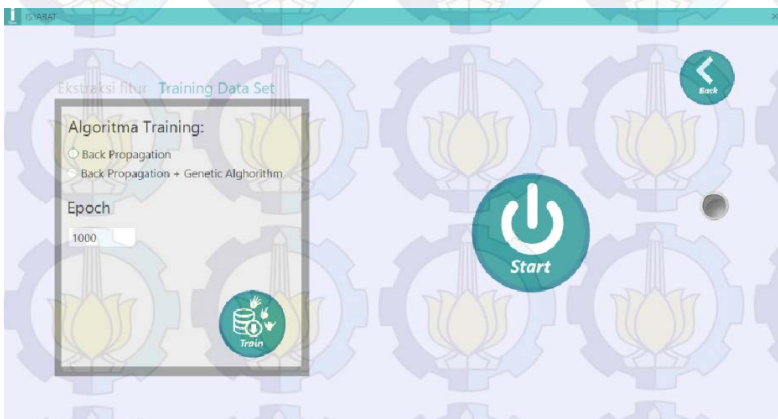 ISYARAT
Ekstraksi fitur Training Data Set
Back
Algoritma Training:
Back Propagation
Back Propagation + Genetic Alghorithm
Epoch
1000
Start
Train